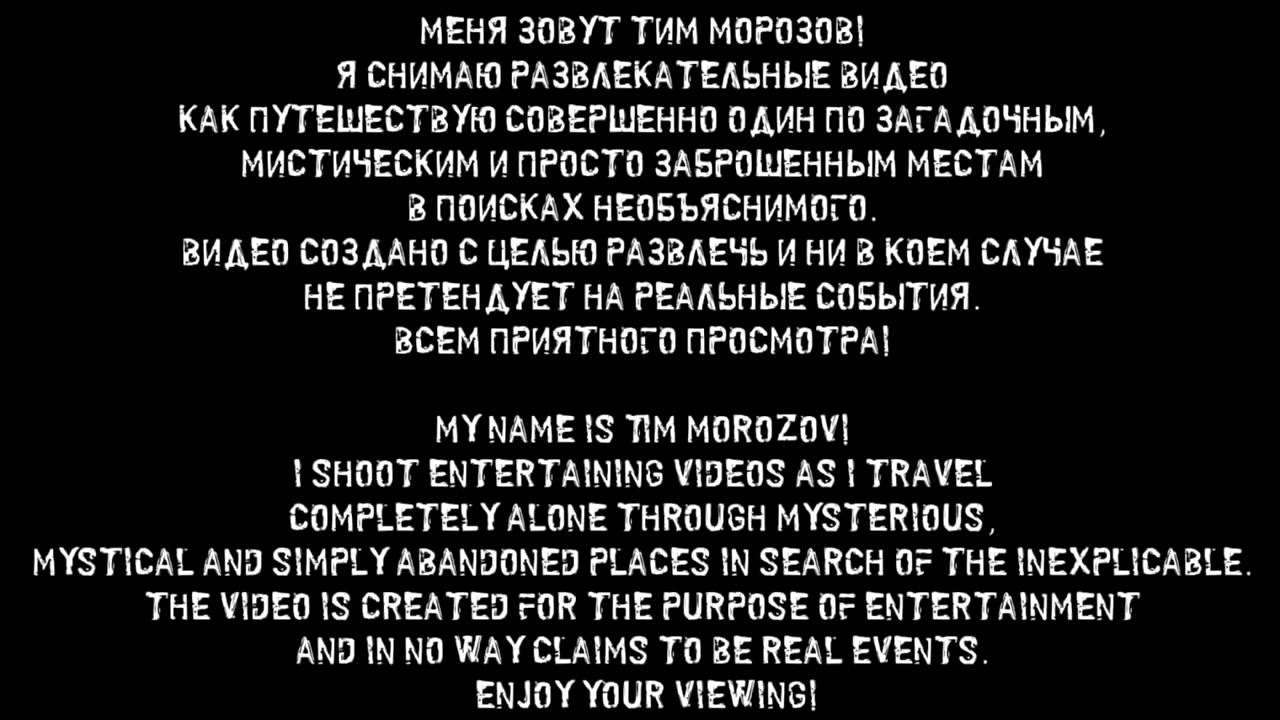 МЕНЯ ЗОВУТ ТИМ МОРОЗОВ!
Я СНИМАЮ РАЗВЛЕКАТЕЛЬНЫЕ ВИДЕО
КАК ПУТЕШЕСТВУЮ СОВЕРШЕННО ОДИН ПО ЗАГАДОЧНЫМ,
МИСТИЧЕСКИМ И ПРОСТО ЗАБРОШЕННЫМ МЕСТАМ
В ПОИСКАХ НЕОБЪЯСНИМОГО.
ВИДЕО СОЗДАНО С ЦЕЛЬЮ РАЗВЛЕЧЬ И НИ В КОЕМ СЛУЧАЕ
НЕ ПРЕТЕНДУЕТ НА РЕАЛЬНЫЕ СОБЫТИЯ.
ВСЕМ ПРИЯТНОГО ПРОСМОТРА!
MY NAME IS TIM MOROZOV!
I SHOOT ENTERTAINING VIDEOS AS I TRAVEL
COMPLETELY ALONE THROUGH MYSTERIOUS,
MYSTICAL AND SIMPLY ABANDONED PLACES IN SEARCH OF THE INEXPLICABLE.
THE VIDEO IS CREATED FOR THE PURPOSE OF ENTERTAINMENT
AND IN NO WAY CLAIMS TO BE REAL EVENTS.
ENJOY YOUR VIEWING!